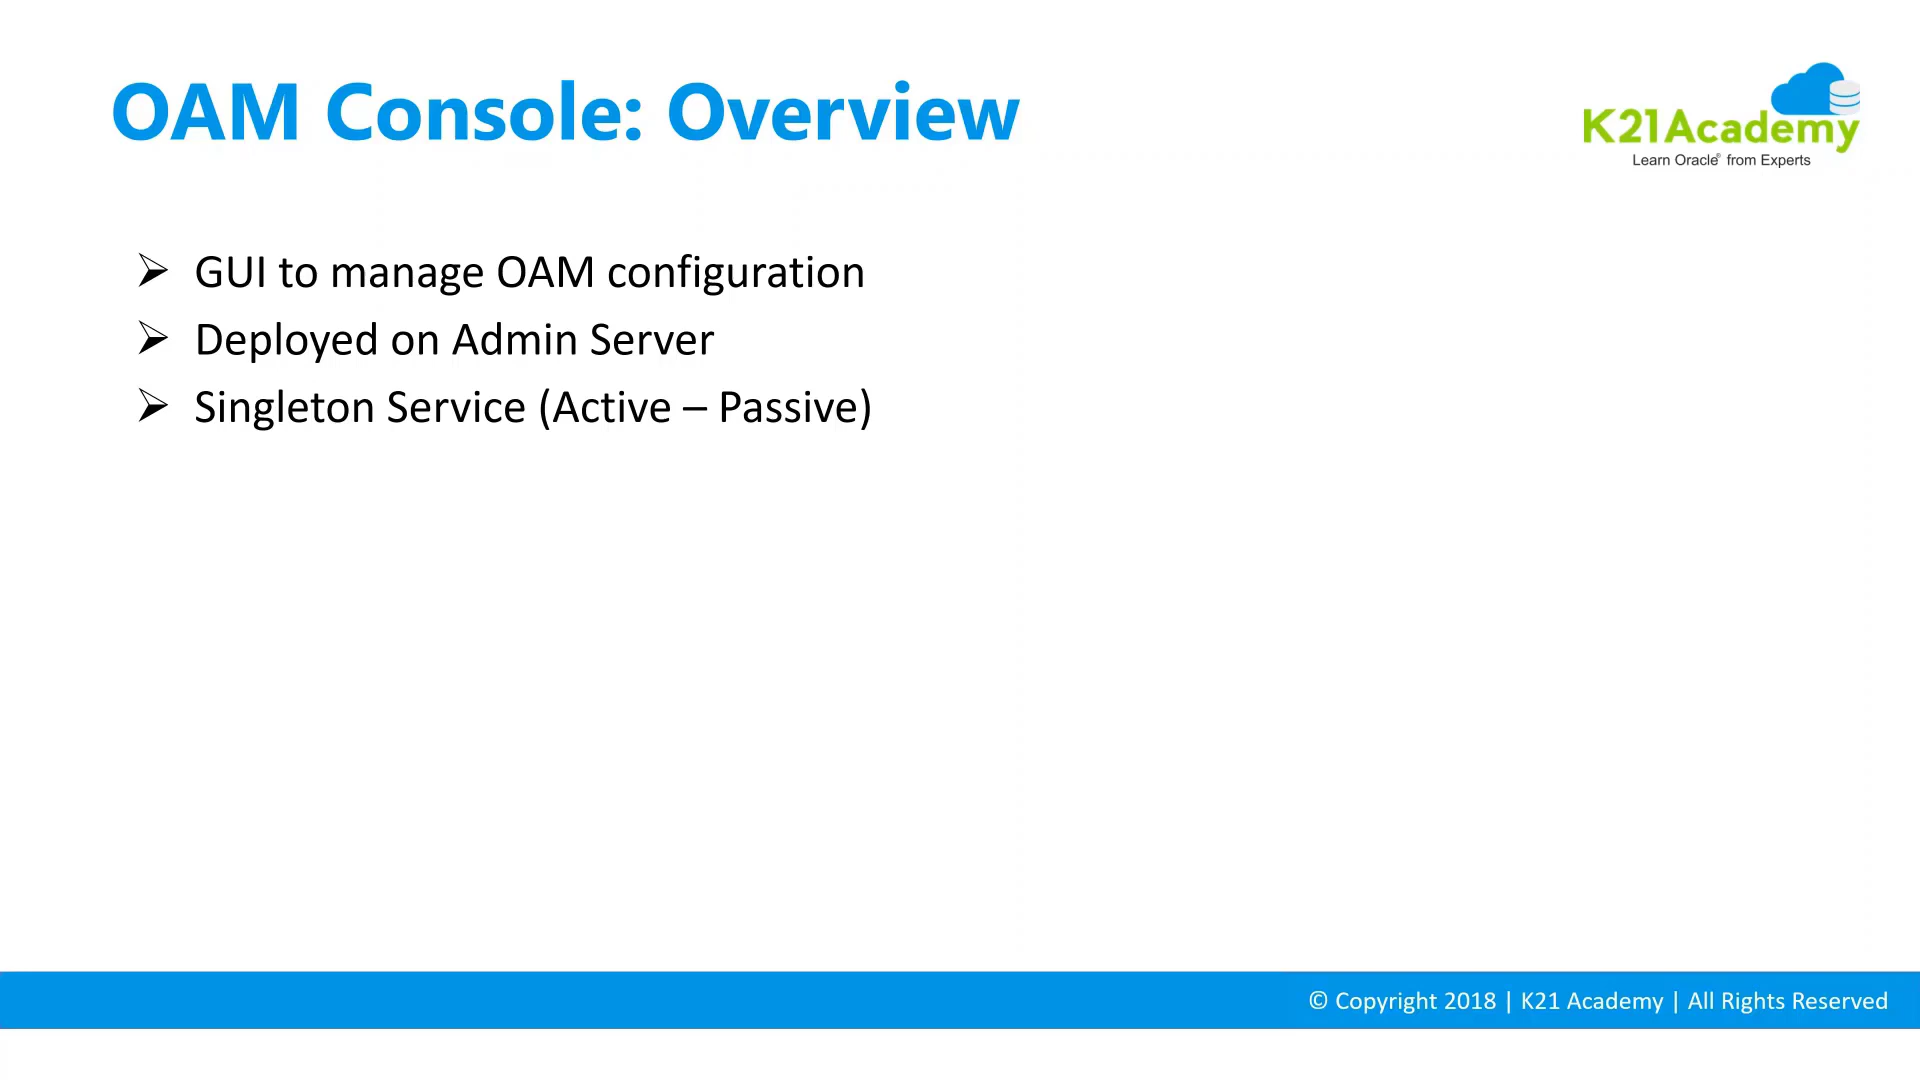 OAM Console: Overview
K21Academy
Learn Oracle® from Experts
➢ GUI to manage OAM configuration
➢ Deployed on Admin Server
➢ Singleton Service (Active – Passive)
© Copyright 2018 | K21 Academy | All Rights Reserved